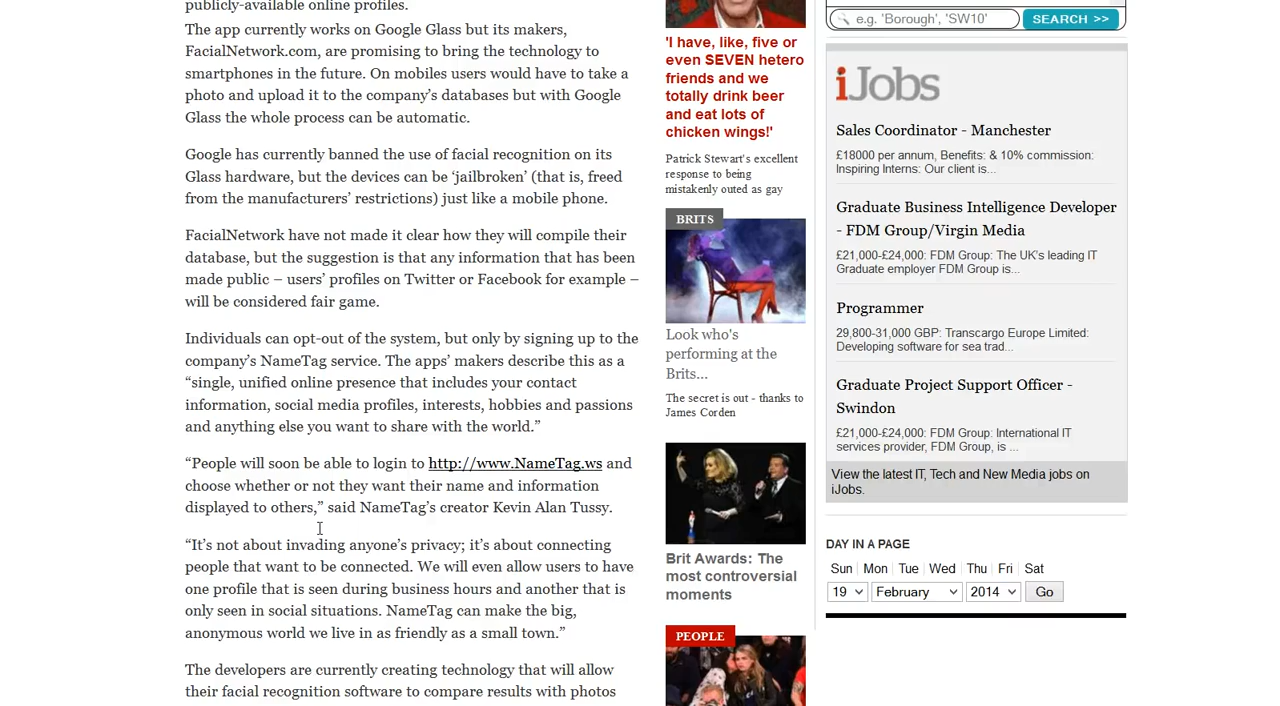 publicly-available online profiles.
The app currently works on Google Glass but its makers,
FacialNetwork.com, are promising to bring the technology to
smartphones in the future. On mobiles users would have to take a
photo and upload it to the company’s databases but with Google
Glass the whole process can be automatic.
Google has currently banned the use of facial recognition on its
Glass hardware, but the devices can be ‘jailbroken’ (that is, freed
from the manufacturers’ restrictions) just like a mobile phone.
FacialNetwork have not made it clear how they will compile their
database, but the suggestion is that any information that has been
made public – users’ profiles on Twitter or Facebook for example –
will be considered fair game.
Individuals can opt-out of the system, but only by signing up to the
company’s NameTag service. The apps’ makers describe this as a
“single, unified online presence that includes your contact
information, social media profiles, interests, hobbies and passions
and anything else you want to share with the world.”
“People will soon be able to login to http://www.NameTag.ws and
choose whether or not they want their name and information
displayed to others,” said NameTag’s creator Kevin Alan Tussy.
“It’s not about invading anyone’s privacy; it’s about connecting
people that want to be connected. We will even allow users to have
one profile that is seen during business hours and another that is
only seen in social situations. NameTag can make the big,
anonymous world we live in as friendly as a small town.”
The developers are currently creating technology that will allow
their facial recognition software to compare results with photos
'I have, like, five or
even SEVEN hetero
friends and we
totally drink beer
and eat lots of
chicken wings!'
Patrick Stewart's excellent
response to being
mistakenly outed as gay
BRITS
Look who's
performing at the
Brits...
The secret is out - thanks to
James Corden
Brit Awards: The
most controversial
moments
PEOPLE
e.g. 'Borough', 'SW10'
SEARCH >>
iJobs
Sales Coordinator - Manchester
£18000 per annum, Benefits: & 10% commission:
Inspiring Interns: Our client is...
Graduate Business Intelligence Developer
- FDM Group/Virgin Media
£21,000-£24,000: FDM Group: The UK's leading IT
Graduate employer FDM Group is...
Programmer
29,800-31,000 GBP: Transcargo Europe Limited:
Developing software for sea trad...
Graduate Project Support Officer -
Swindon
£21,000-£24,000: FDM Group: International IT
services provider, FDM Group, is ...
View the latest IT, Tech and New Media jobs on
iJobs.
DAY IN A PAGE
Sun Mon Tue Wed Thu Fri Sat
19 February 2014 Go